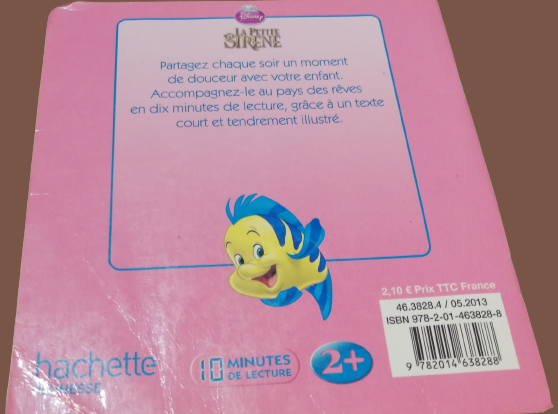 Disney
LA PETITE
SIRÈNE
Partagez chaque soir un moment
de douceur avec votre enfant.
Accompagnez-le au pays des rêves
en dix minutes de lecture, grâce à un texte
court et tendrement illustré.
2,10 € Prix TTC France
46.3828.4 / 05.2013
ISBN 978-2-01-463828-8
9 782014 638288
hachette
JEUNESSE
10 MINUTES
DE LECTURE
2+